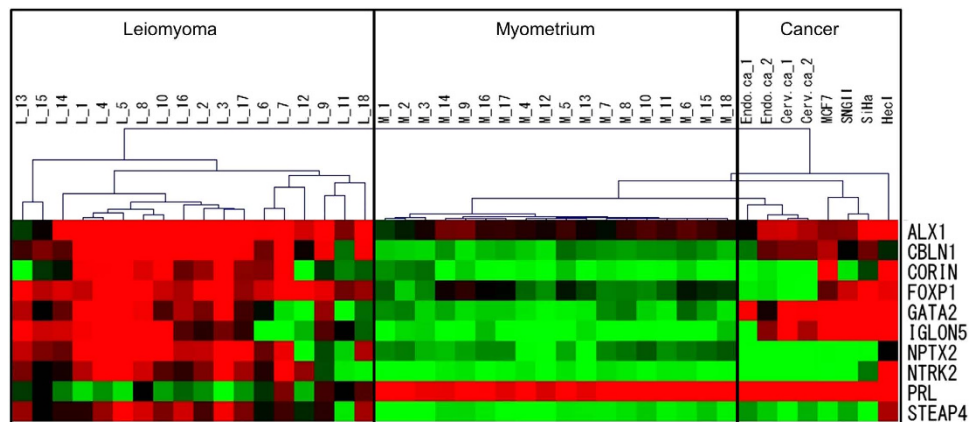 Leiomyoma Myometrium Cancer
L_13 L_15 L_14 L_1 L_4 L_5 L_8 L_10 L_16 L_2 L_3 L_17 L_6 L_7 L_12 L_9 L_11 L_18 M_1 M_2 M_3 M_14 M_9 M_16 M_17 M_4 M_12 M_5 M_13 M_7 M_8 M_10 M_11 M_6 M_15 M_18 Endo. ca_1 Endo. ca_2 Cerv. ca_1 Cerv. ca_2 MCF7 SNGII SiHa HecI
ALX1
CBLN1
CORIN
FOXP1
GATA2
IGLON5
NPTX2
NTRK2
PRL
STEAP4